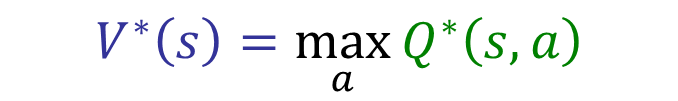 V*(s) = max Q*(s, a)
a